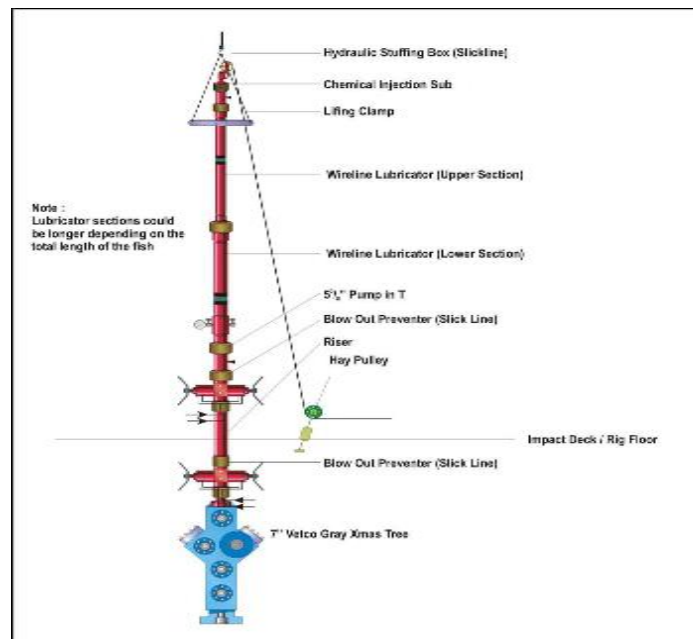 Hydraulic Stuffing Box (Slickline)
Chemical Injection Sub
Lifing Clamp
Wireline Lubricator (Upper Section)
Note :
Lubricator sections could
be longer depending on the
total length of the fish
Wireline Lubricator (Lower Section)
5¹/₈" Pump in T
Blow Out Preventer (Slick Line)
Riser
Hay Pulley
Impact Deck / Rig Floor
Blow Out Preventer (Slick Line)
7" Vetco Gray Xmas Tree